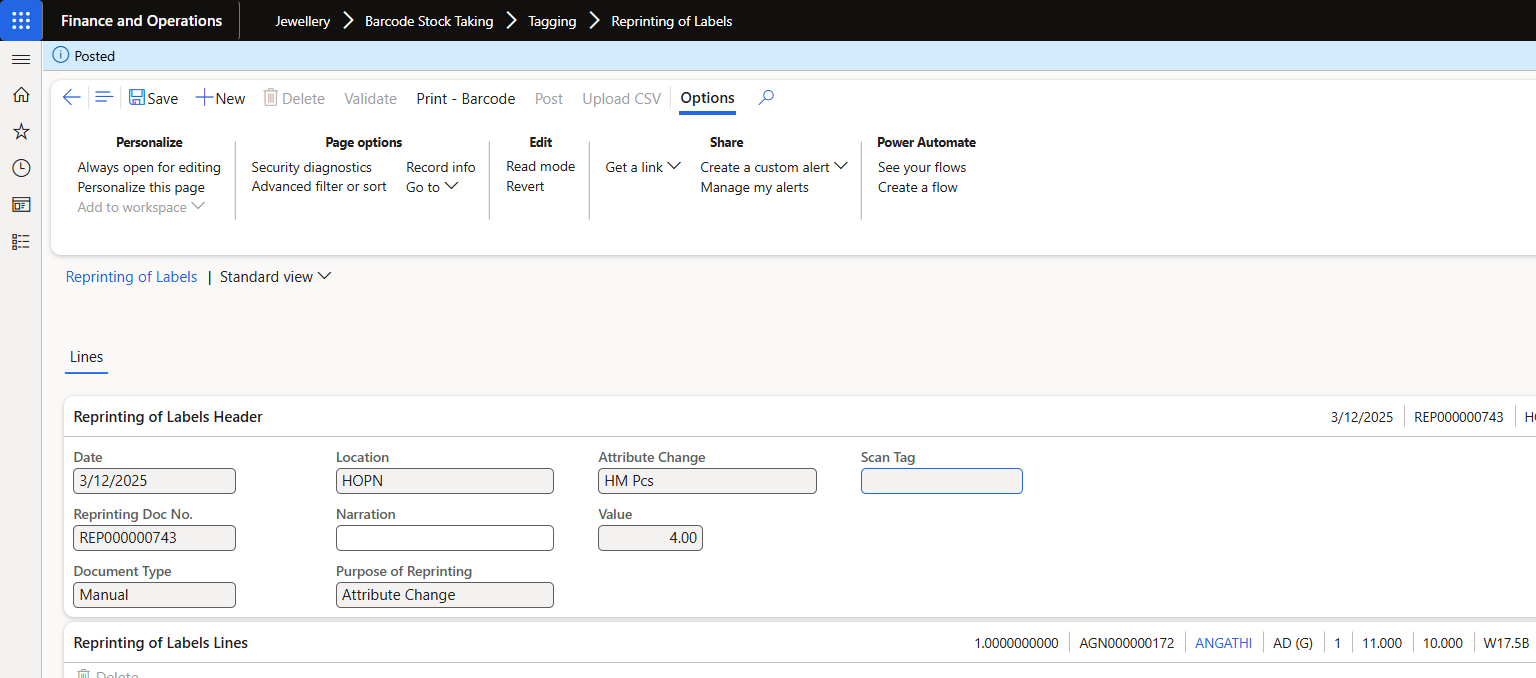 Finance and Operations Jewellery Barcode Stock Taking Tagging Reprinting of Labels
Posted
Save New Delete Validate Print - Barcode Post Upload CSV Options
Personalize Page options Edit Share Power Automate
Always open for editing Security diagnostics Record info Read mode Get a link Create a custom alert See your flows
Personalize this page Advanced filter or sort Go to Revert Manage my alerts Create a flow
Add to workspace
Reprinting of Labels | Standard view
Lines
Reprinting of Labels Header 3/12/2025 REP000000743 HO
Date Location Attribute Change Scan Tag
3/12/2025 HOPN HM Pcs
Reprinting Doc No. Narration Value
REP000000743 4.00
Document Type Purpose of Reprinting
Manual Attribute Change
Reprinting of Labels Lines 1.0000000000 AGN000000172 ANGATHI AD (G) 1 11.000 10.000 W17.5B
Delete